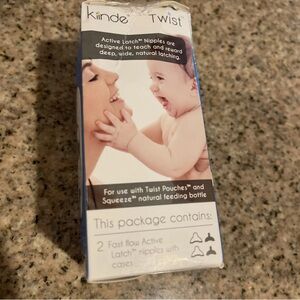 kiinde Twist™
Active Latch™ Nipples are
designed to teach and reward
deep, wide, natural latching.
For use with Twist Pouches™ and
Squeeze™ natural feeding bottle
This package contains:
2 Fast flow Active
Latch™ nipples with
cases